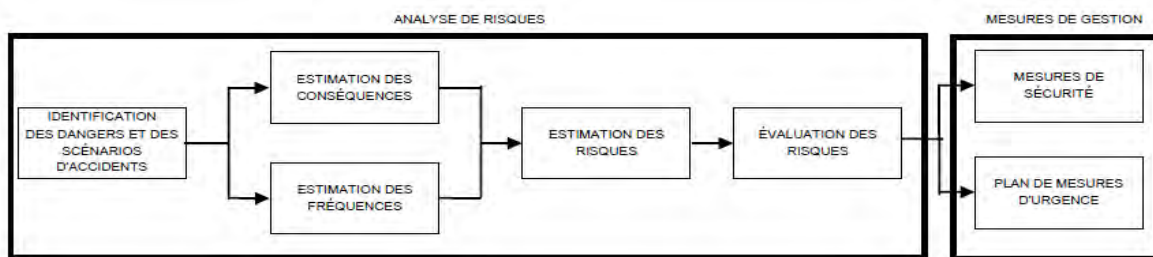 ANALYSE DE RISQUES
MESURES DE GESTION
IDENTIFICATION
DES DANGERS ET DES
SCÉNARIOS
D'ACCIDENTS
ESTIMATION DES
CONSÉQUENCES
ESTIMATION DES
FRÉQUENCES
ESTIMATION DES
RISQUES
ÉVALUATION DES
RISQUES
MESURES DE
SÉCURITÉ
PLAN DE MESURES
D'URGENCE